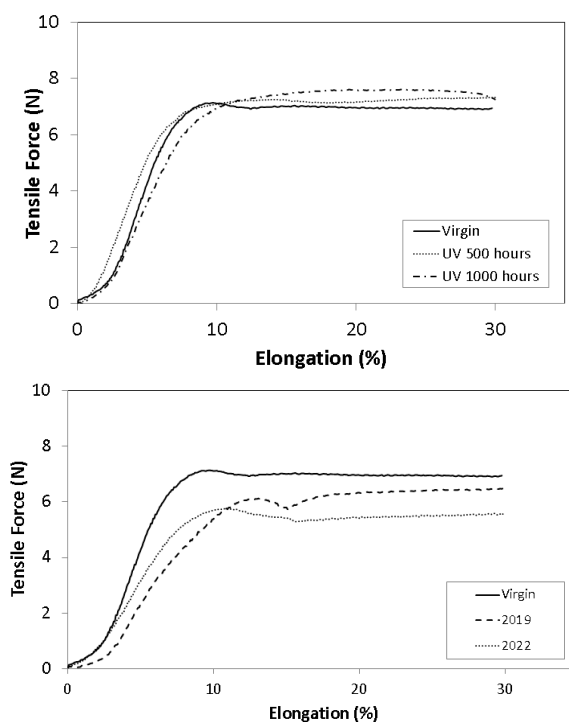 10
8
6
4
2
0
Tensile Force (N)
0 10 20 30
Elongation (%)
Virgin
UV 500 hours
UV 1000 hours
10
8
6
4
2
0
Tensile Force (N)
0 10 20 30
Elongation (%)
Virgin
2019
2022